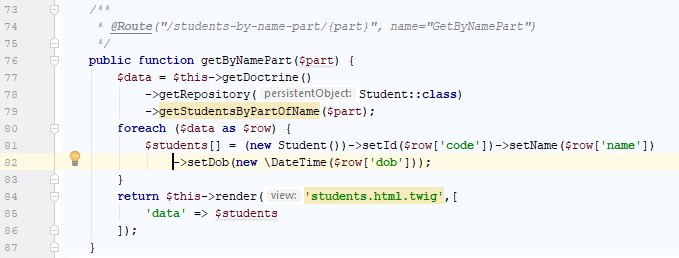 73 /**
74 * @Route("/students-by-name-part/{part}", name="GetByNamePart")
75 */
76 public function getByNamePart($part) {
77 $data = $this->getDoctrine()
78 ->getRepository( persistentObject: Student::class)
79 ->getStudentsByPartOfName($part);
80 foreach ($data as $row) {
81 $students[] = (new Student())->setId($row['code'])->setName($row['name'])
82 ->setDob(new \DateTime($row['dob']));
83 }
84 return $this->render( view: 'students.html.twig',[
85 'data' => $students
86 ]);
87 }